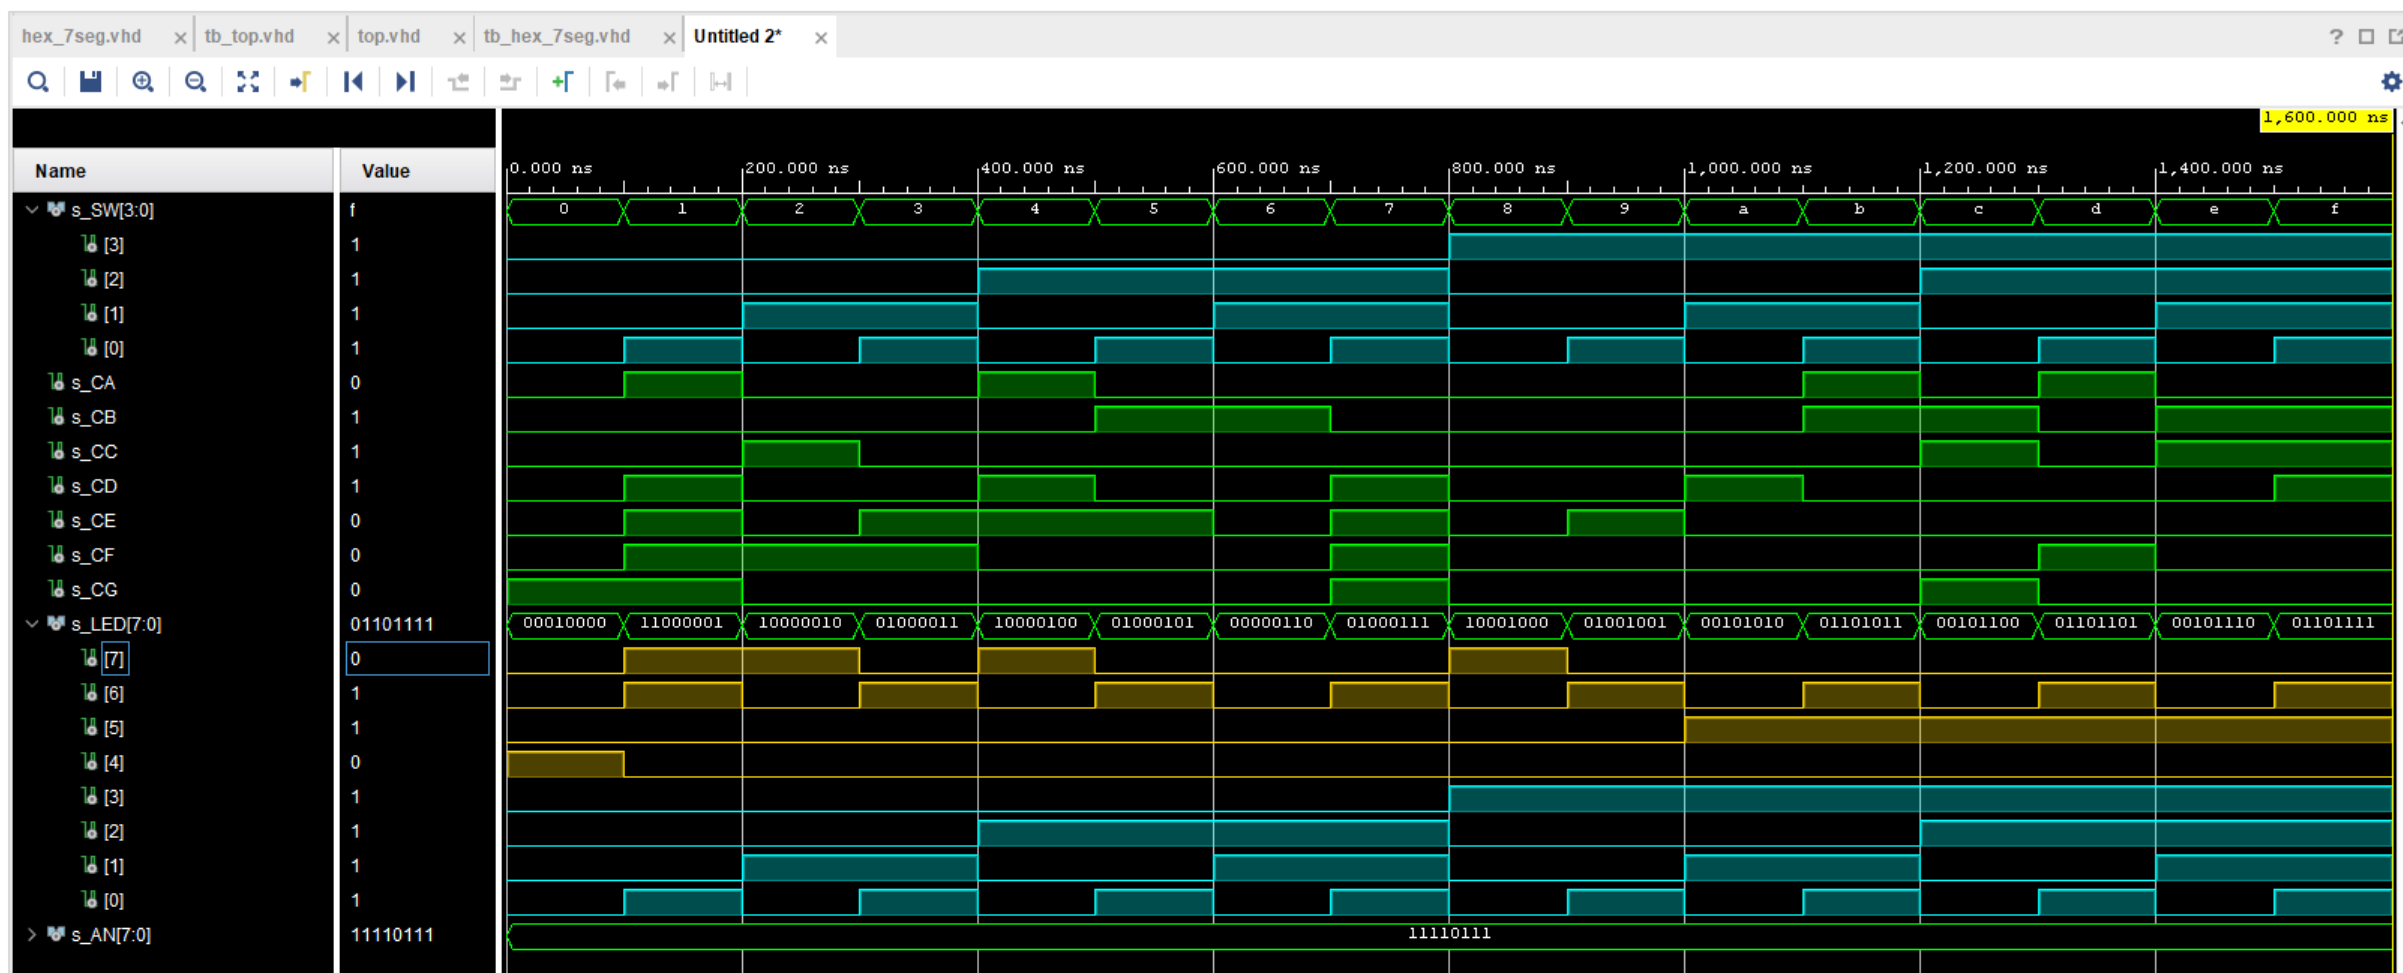 hex_7seg.vhd × tb_top.vhd × top.vhd × tb_hex_7seg.vhd × Untitled 2* × ?
1,600.000 ns
Name Value 0.000 ns 200.000 ns 400.000 ns 600.000 ns 800.000 ns 1,000.000 ns 1,200.000 ns 1,400.000 ns
s_SW[3:0] f 0 1 2 3 4 5 6 7 8 9 a b c d e f
[3] 1
[2] 1
[1] 1
[0] 1
s_CA 0
s_CB 1
s_CC 1
s_CD 1
s_CE 0
s_CF 0
s_CG 0
s_LED[7:0] 01101111 00010000 11000001 10000010 01000011 10000100 01000101 00000110 01000111 10001000 01001001 00101010 01101011 00101100 01101101 00101110 01101111
[7] 0
[6] 1
[5] 1
[4] 0
[3] 1
[2] 1
[1] 1
[0] 1
s_AN[7:0] 11110111 11110111